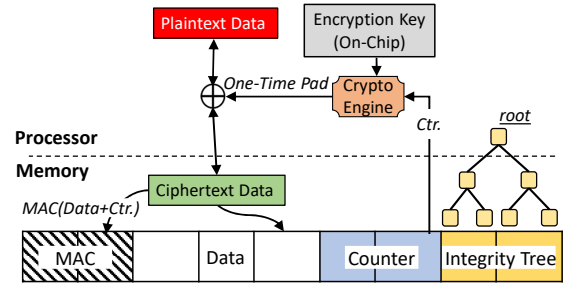 Plaintext Data
Encryption Key
(On-Chip)
One-Time Pad
Crypto
Engine
Ctr.
root
Processor
Memory
Ciphertext Data
MAC(Data+Ctr.)
MAC
Data
Counter
Integrity Tree